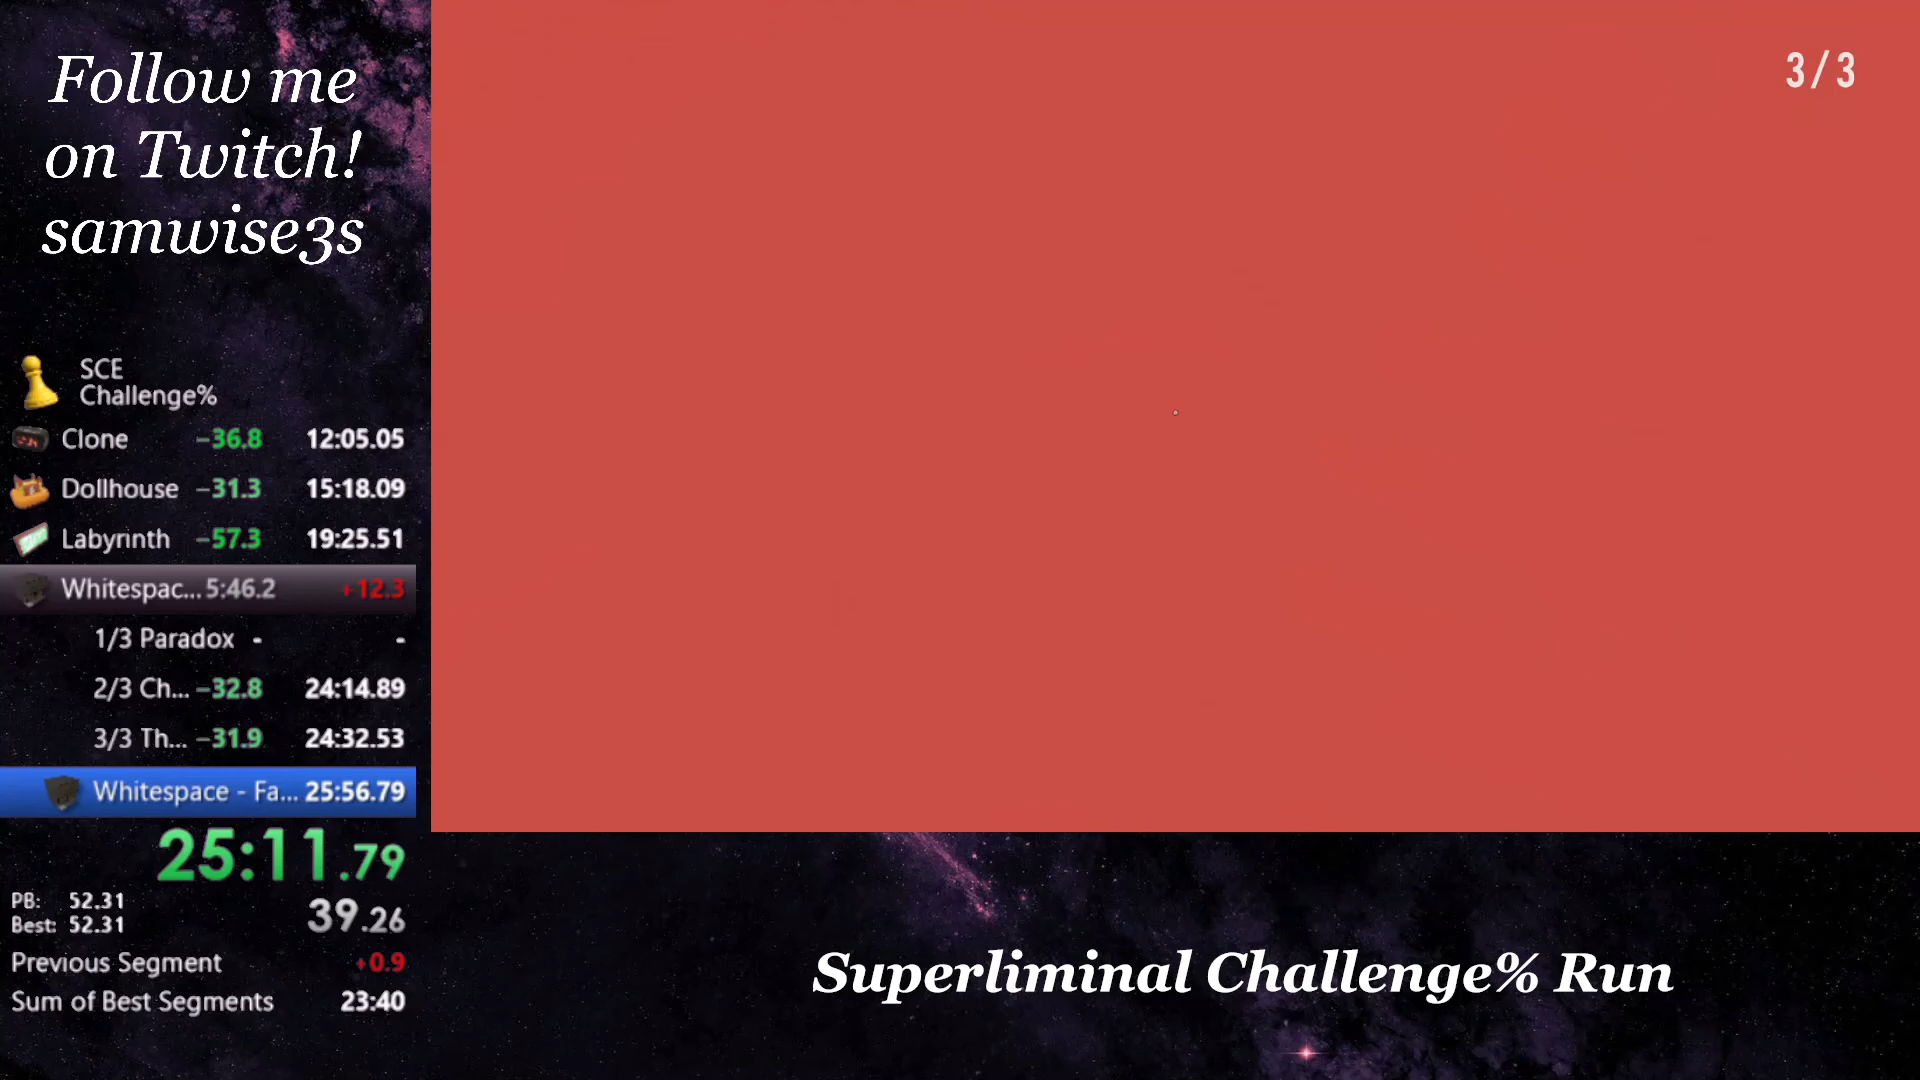 Follow me
on Twitch!
samwise3s
3/3
SCE
Challenge%
Clone -36.8 12:05.05
Dollhouse -31.3 15:18.09
Labyrinth -57.3 19:25.51
Whitespac... 5:46.2 +12.3
1/3 Paradox - -
2/3 Ch... -32.8 24:14.89
3/3 Th... -31.9 24:32.53
Whitespace - Fa... 25:56.79
25:11.79
PB: 52.31
Best: 52.31
39.26
Previous Segment +0.9
Sum of Best Segments 23:40
Superliminal Challenge% Run